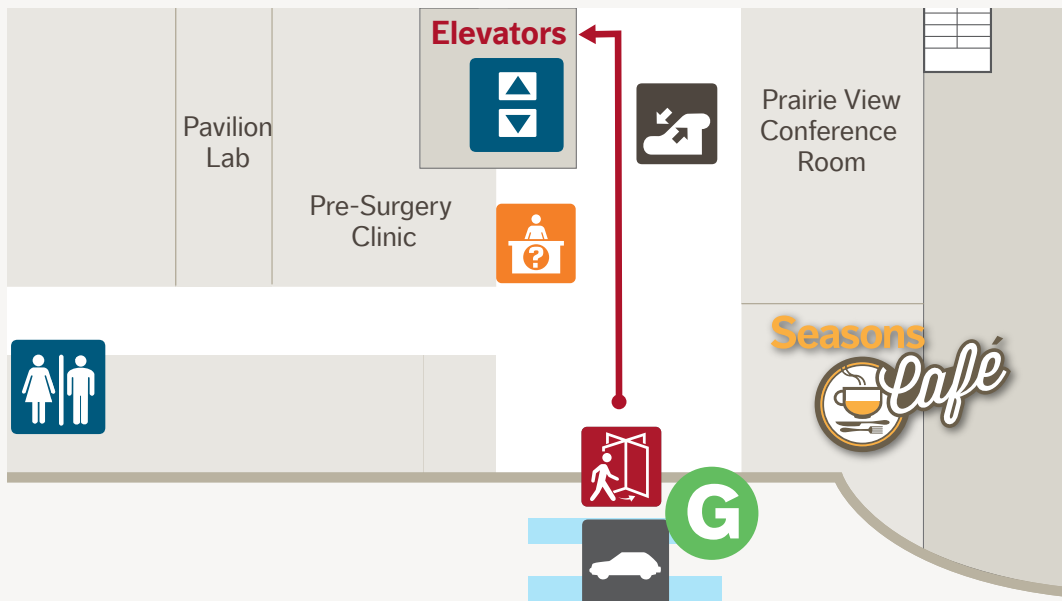 Elevators
Pavilion
Lab
Prairie View
Conference
Room
Pre-Surgery
Clinic
?
Seasons
Café
G